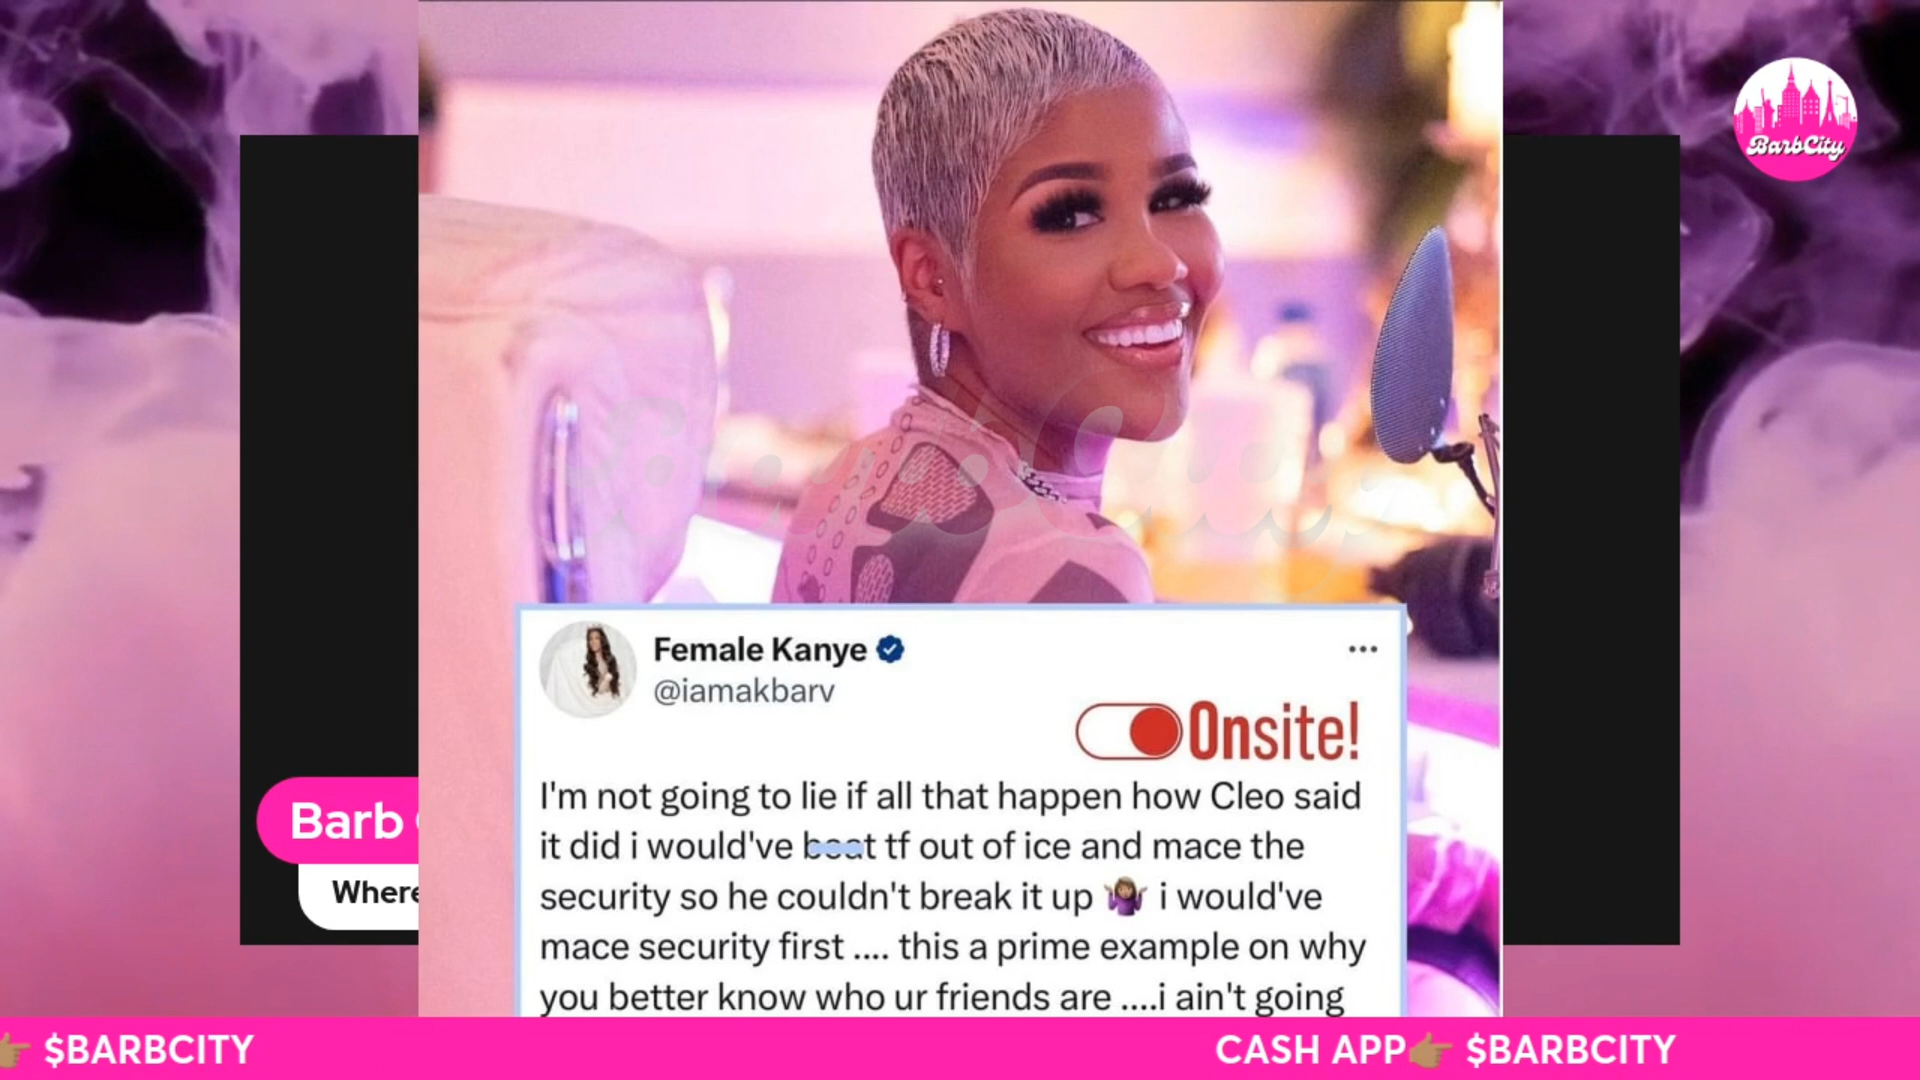 BarbCity
BarbCity
Female Kanye
@iamakbarv
Onsite!
I'm not going to lie if all that happen how Cleo said
it did i would've beat tf out of ice and mace the
security so he couldn't break it up 🤷🏽‍♀️ i would've
mace security first .... this a prime example on why
you better know who ur friends are ....i ain't going
Barb
Where
👉🏽 $BARBCITY
CASH APP👉🏽 $BARBCITY